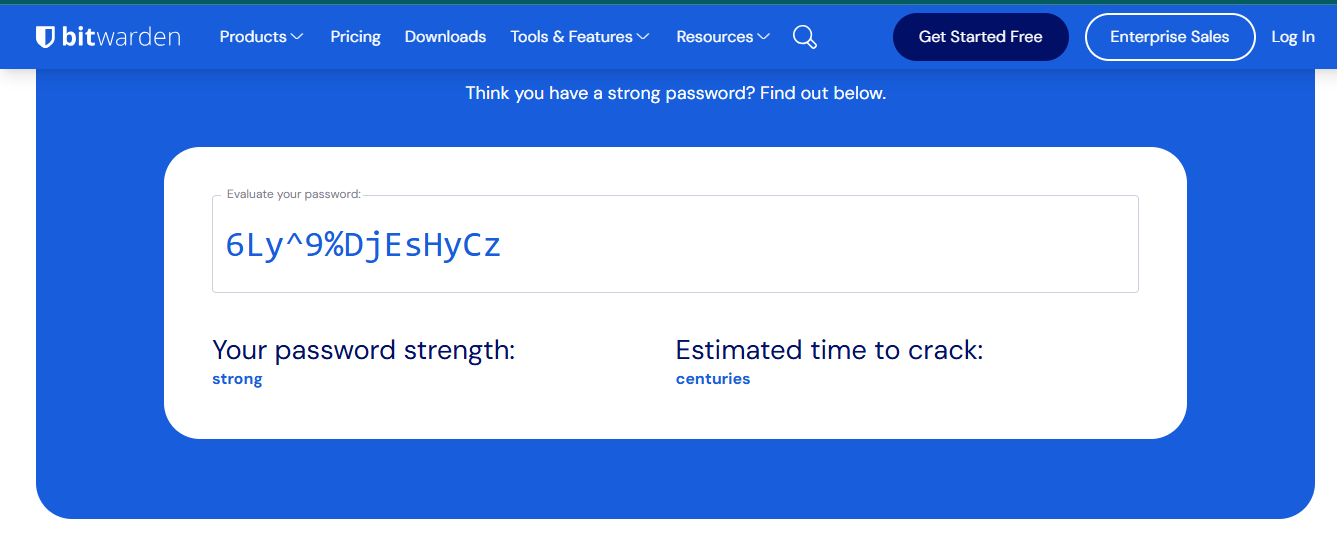 bitwarden Products Pricing Downloads Tools & Features Resources Get Started Free Enterprise Sales Log In
Think you have a strong password? Find out below.
Evaluate your password:
6Ly^9%DjEsHyCz
Your password strength: Estimated time to crack:
strong centuries